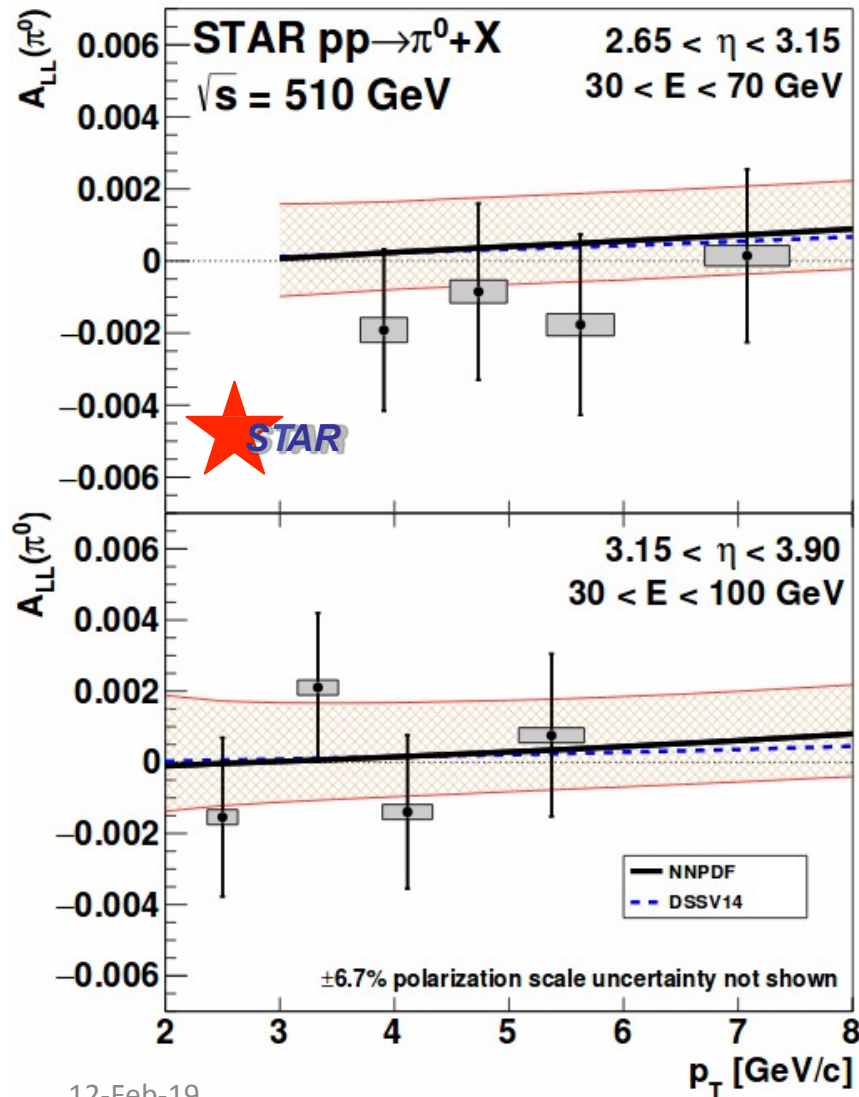 STAR pp→π⁰+X
√s = 510 GeV
2.65 < η < 3.15
30 < E < 70 GeV
A_LL(π⁰)
0.006
0.004
0.002
0
−0.002
−0.004
−0.006
STAR
3.15 < η < 3.90
30 < E < 100 GeV
A_LL(π⁰)
0.006
0.004
0.002
0
−0.002
−0.004
−0.006
NNPDF
DSSV14
±6.7% polarization scale uncertainty not shown
2 3 4 5 6 7 8
p_T [GeV/c]
12-Feb-19